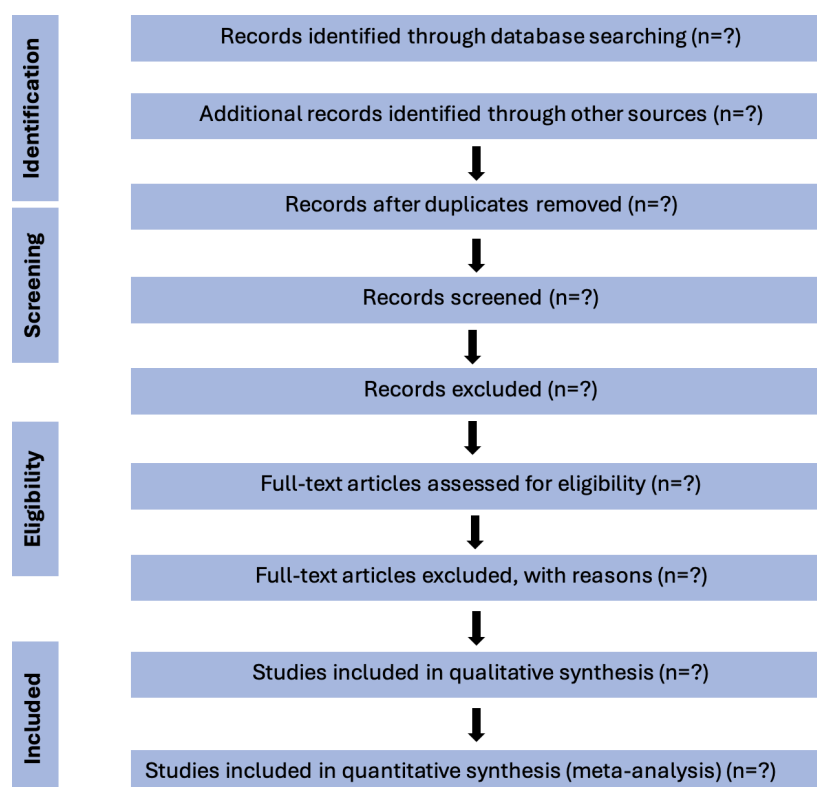 Identification
Records identified through database searching (n=?)
Additional records identified through other sources (n=?)
Records after duplicates removed (n=?)
Screening
Records screened (n=?)
Records excluded (n=?)
Eligibility
Full-text articles assessed for eligibility (n=?)
Full-text articles excluded, with reasons (n=?)
Included
Studies included in qualitative synthesis (n=?)
Studies included in quantitative synthesis (meta-analysis) (n=?)